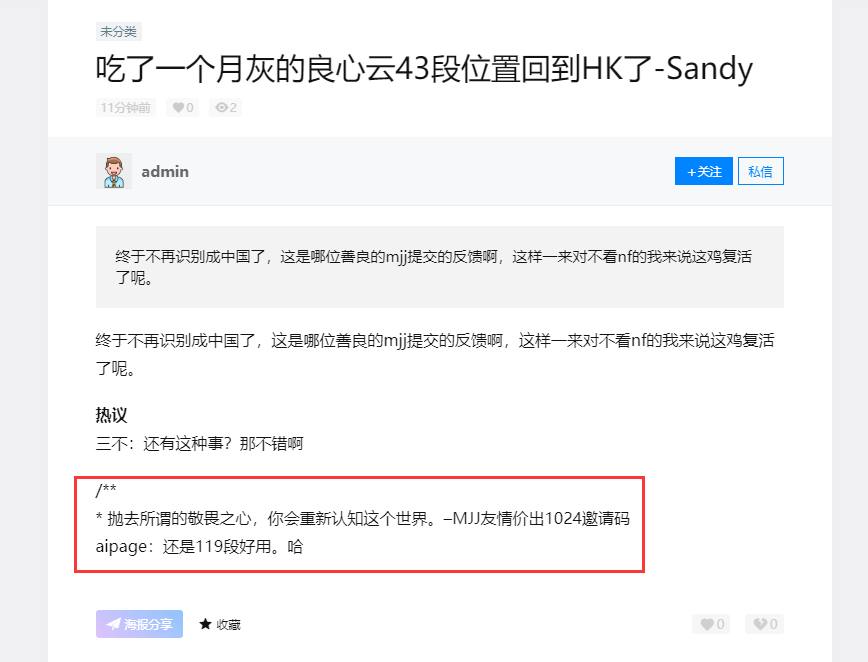 未分类
吃了一个月灰的良心云43段位置回到HK了-Sandy
11分钟前 0 2
admin
+关注 私信
终于不再识别成中国了，这是哪位善良的mjj提交的反馈啊，这样一来对不看nf的我来说这鸡复活
了呢。
终于不再识别成中国了，这是哪位善良的mjj提交的反馈啊，这样一来对不看nf的我来说这鸡复活
了呢。
热议
三不：还有这种事？那不错啊
/**
* 抛去所谓的敬畏之心，你会重新认知这个世界。–MJJ友情价出1024邀请码
aipage：还是119段好用。哈
海报分享 收藏 0 0